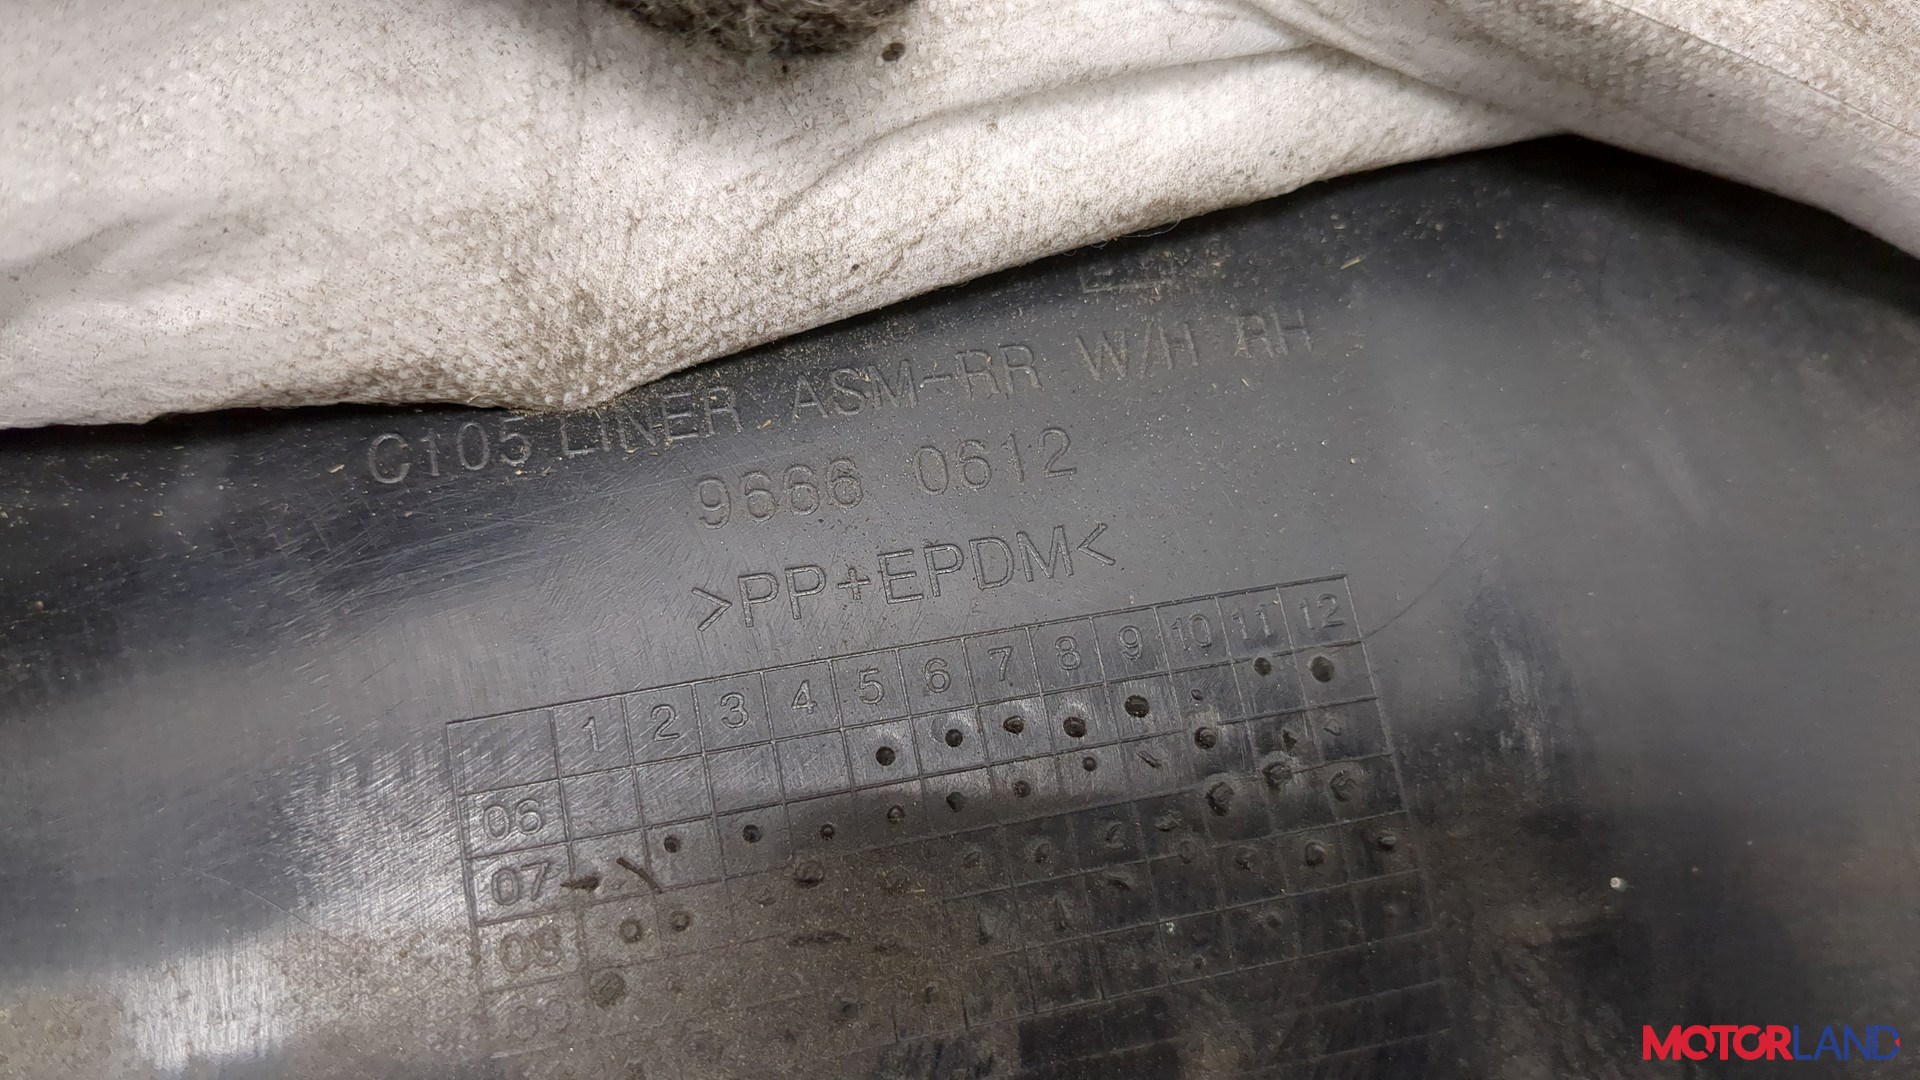 C105 LINER ASM-RR W/H RH
9666 0612
>PP+EPDM<
1 2 3 4 5 6 7 8 9 10 11 12
06
07
08
09
MOTORLAND